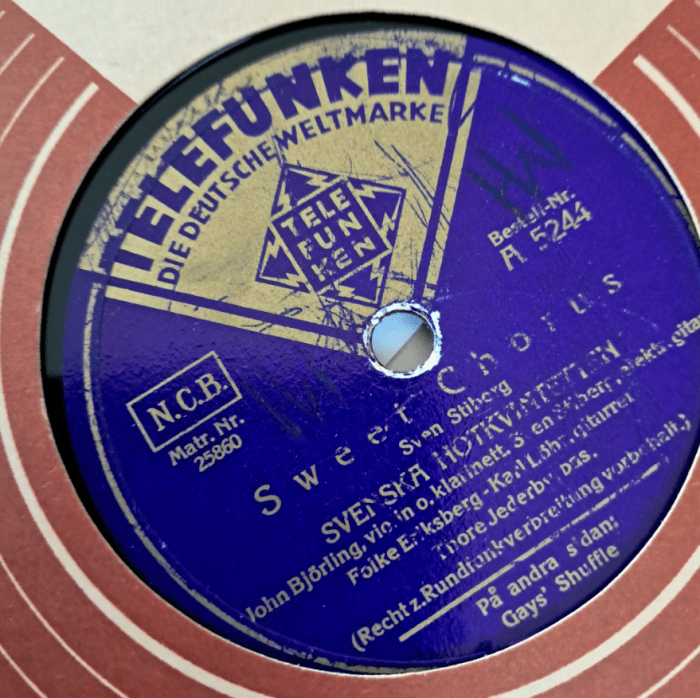 TELEFUNKEN
DIE DEUTSCHE WELTMARKE
TELE
FUN
KEN
Bestell-Nr.
A 5244
N.C.B.
Matr. Nr.
25860
Sweet Chorus
Sven Stiberg
SVENSKA HOTKVINTETTEN
John Björling, violin o. klarinett. Sven Stiberg, elektr. gitarr
Folke Eriksberg - Karl Löhr, gitarrer
Thore Jederby, bas.
(Recht z. Rundfunkverbreitung vorbehalt.)
På andra sidan:
Gays' Shuffle